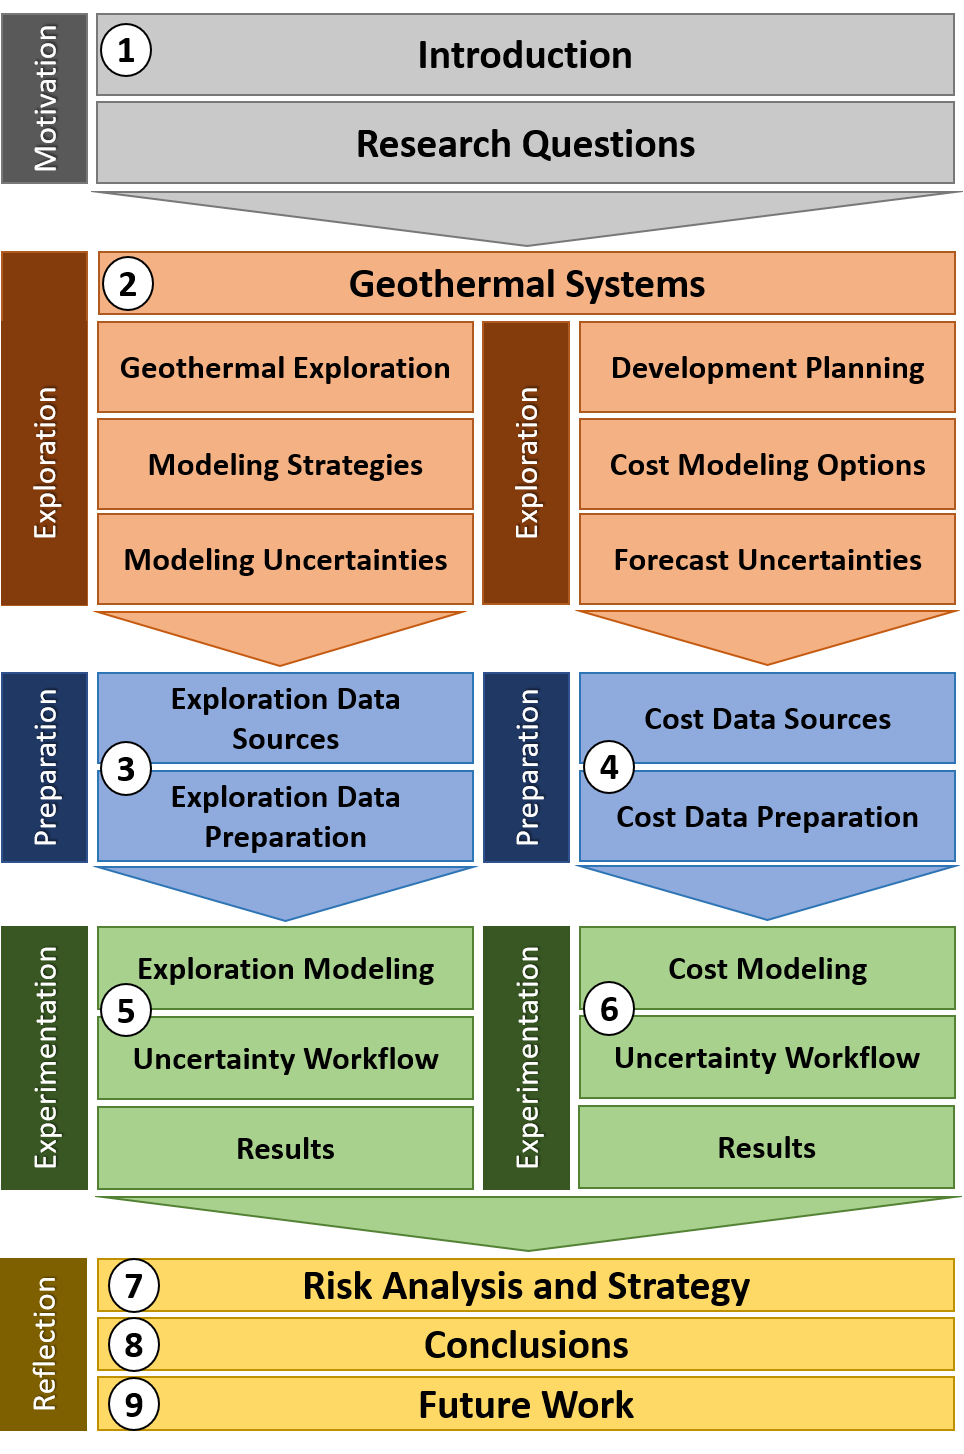 Motivation
1
Introduction
Research Questions
2
Geothermal Systems
Exploration
Geothermal Exploration
Modeling Strategies
Modeling Uncertainties
Exploration
Development Planning
Cost Modeling Options
Forecast Uncertainties
Preparation
3
Exploration Data
Sources
Exploration Data
Preparation
Preparation
4
Cost Data Sources
Cost Data Preparation
Experimentation
5
Exploration Modeling
Uncertainty Workflow
Results
Experimentation
6
Cost Modeling
Uncertainty Workflow
Results
Reflection
7
Risk Analysis and Strategy
8
Conclusions
9
Future Work